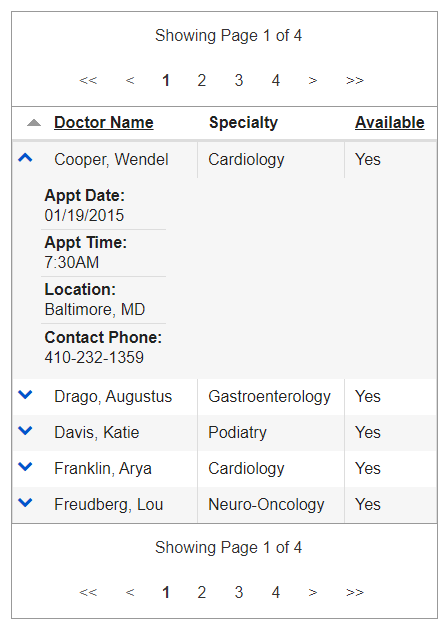 Showing Page 1 of 4
<< < 1 2 3 4 > >>
Doctor Name Specialty Available
Cooper, Wendel Cardiology Yes
Appt Date:
01/19/2015
Appt Time:
7:30AM
Location:
Baltimore, MD
Contact Phone:
410-232-1359
Drago, Augustus Gastroenterology Yes
Davis, Katie Podiatry Yes
Franklin, Arya Cardiology Yes
Freudberg, Lou Neuro-Oncology Yes
Showing Page 1 of 4
<< < 1 2 3 4 > >>